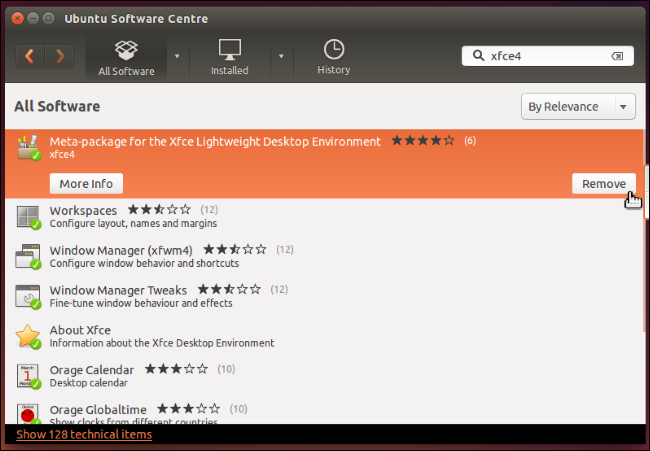 Ubuntu Software Centre
All Software
Installed
History
xfce4
All Software
By Relevance
Meta-package for the Xfce Lightweight Desktop Environment (6)
xfce4
More Info
Remove
Workspaces (12)
Configure layout, names and margins
Window Manager (xfwm4) (12)
Configure window behavior and shortcuts
Window Manager Tweaks (12)
Fine-tune window behaviour and effects
About Xfce
Information about the Xfce Desktop Environment
March
1
Orage Calendar (10)
Desktop calendar
Orage Globaltime (10)
Show clocks from different countries
Show 128 technical items